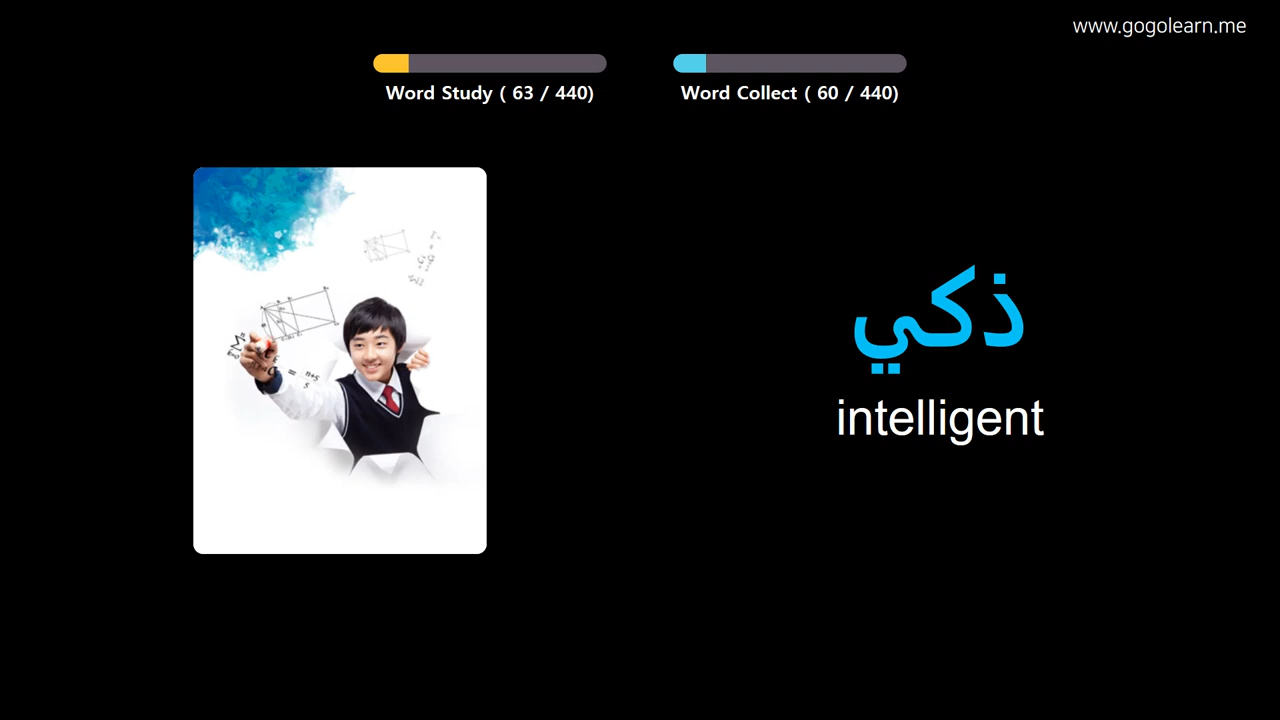 www.gogolearn.me
Word Study ( 63 / 440)
Word Collect ( 60 / 440)
ذكي
intelligent